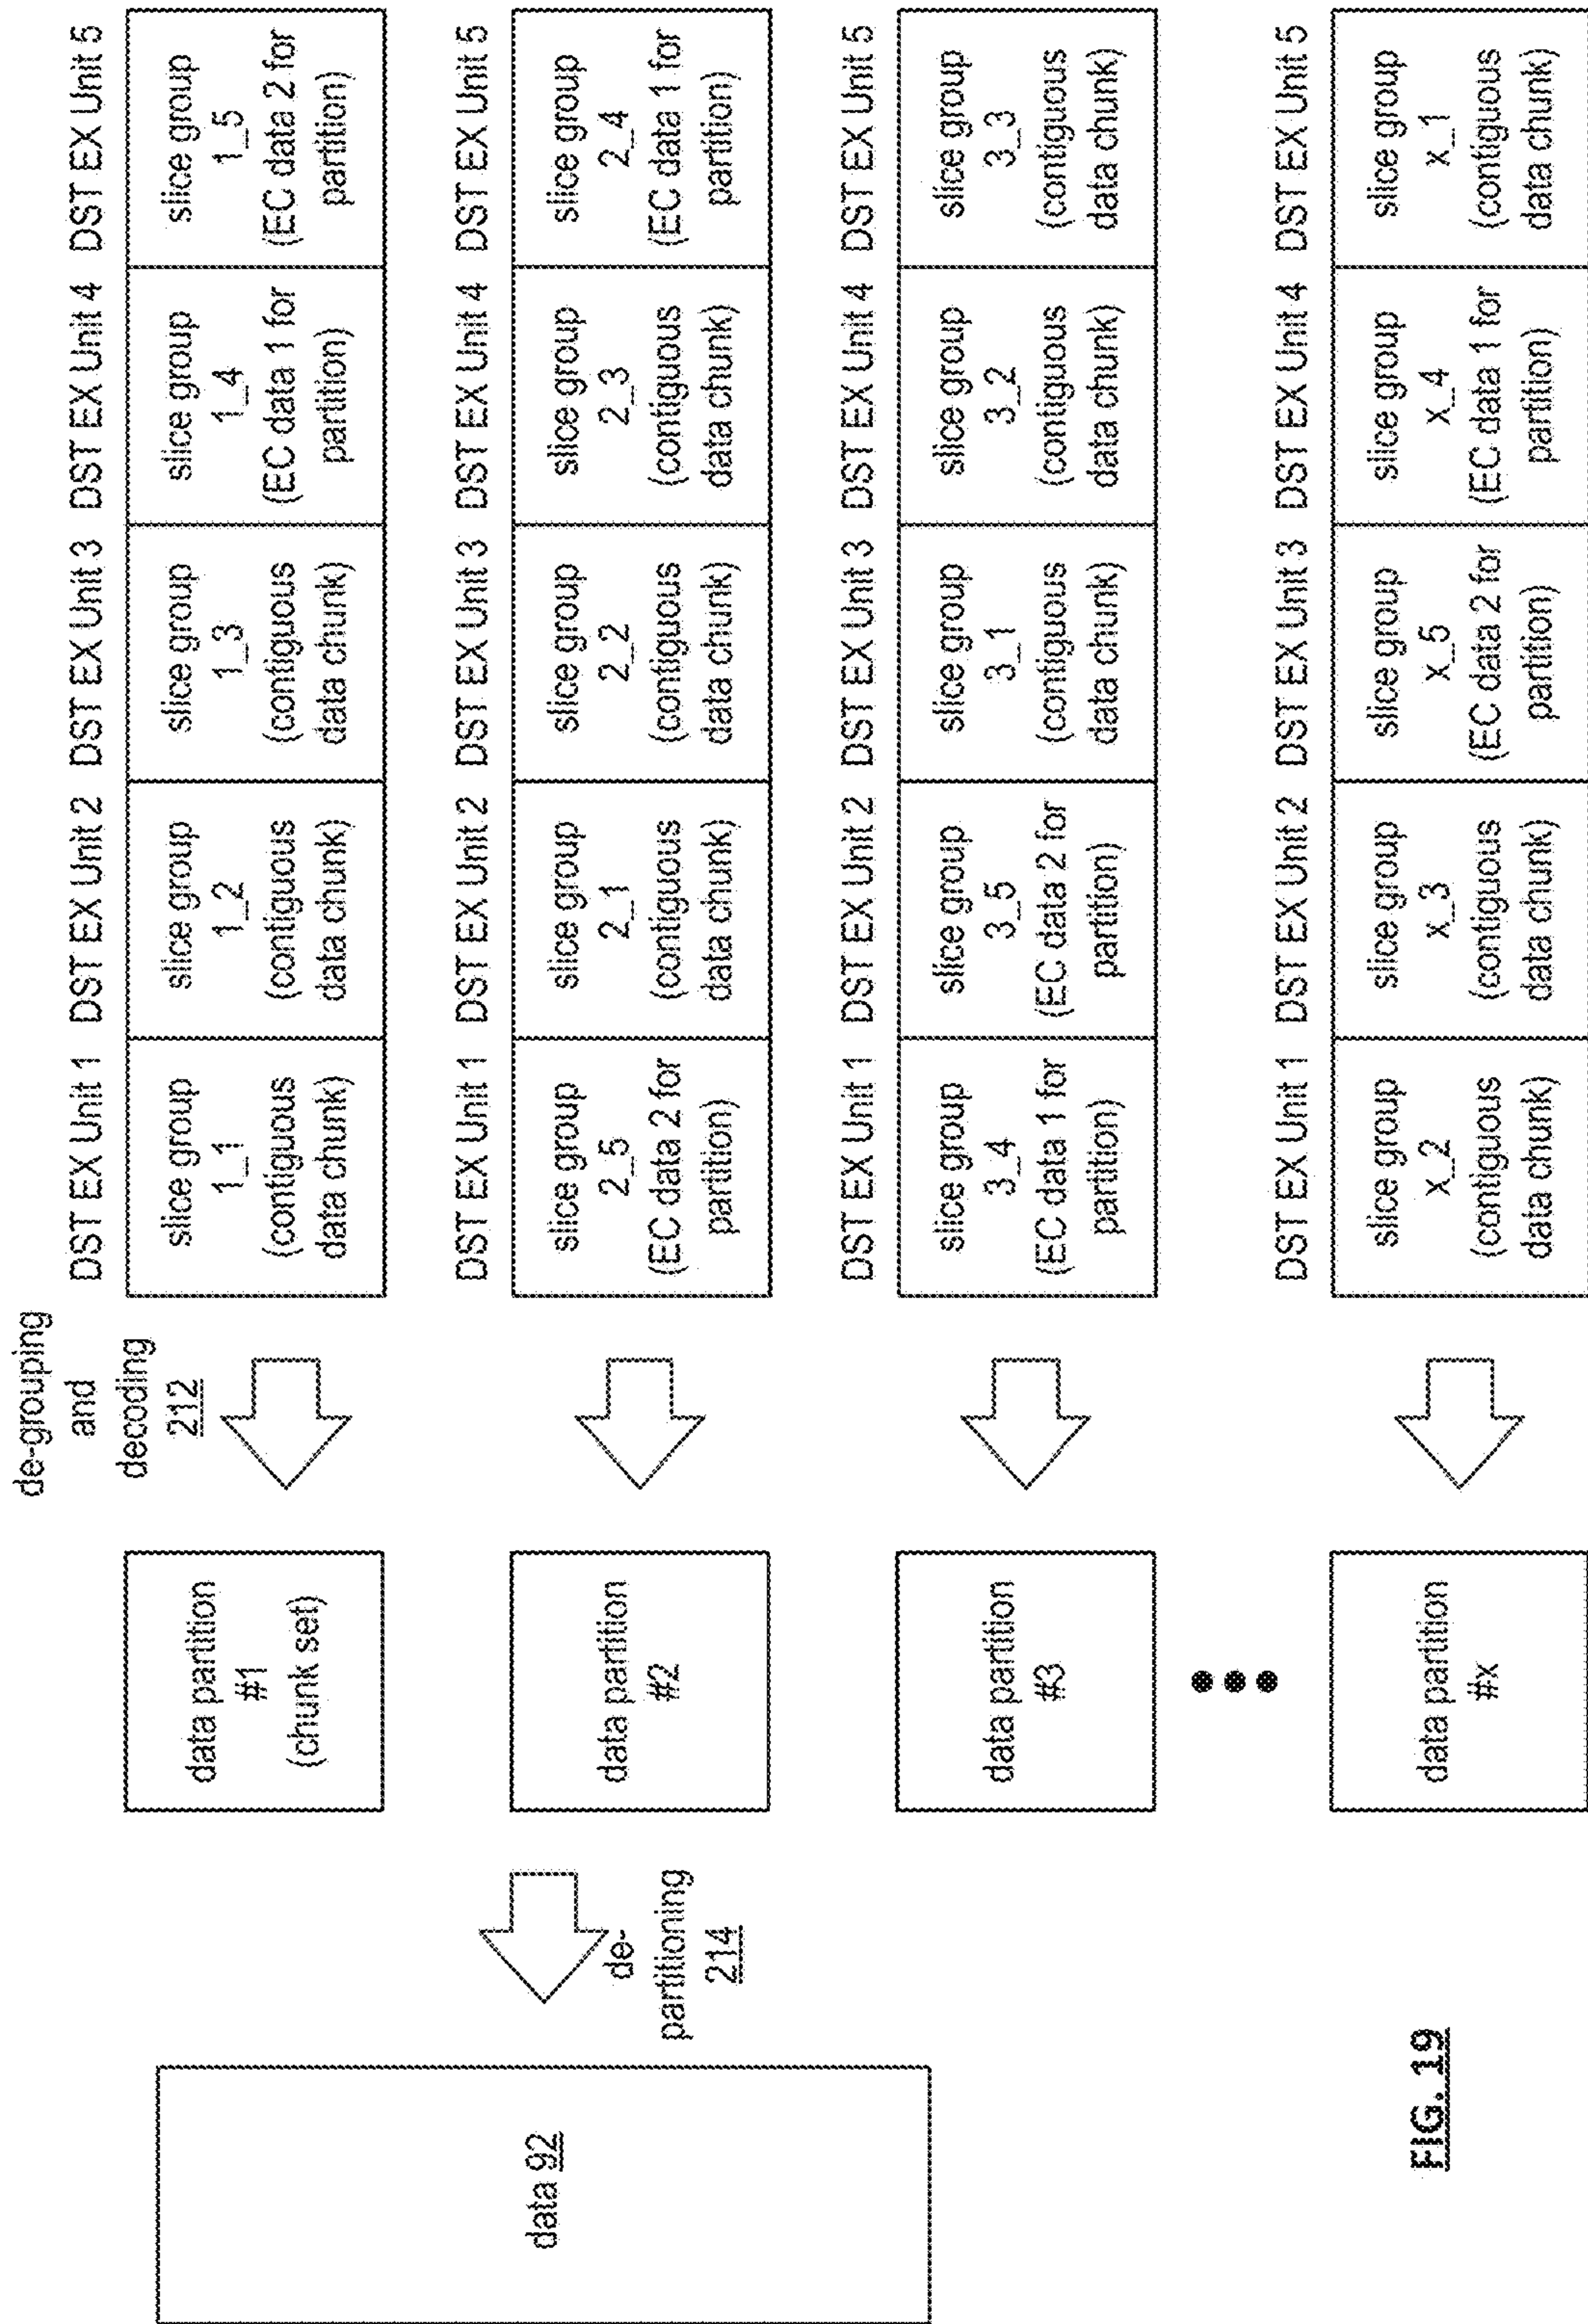 de-grouping
and
decoding
212
DST EX Unit 1 DST EX Unit 2 DST EX Unit 3 DST EX Unit 4 DST EX Unit 5
data 92
de-
partitioning
214
data partition
#1
(chunk set)
slice group
1_1
(contiguous
data chunk)
slice group
1_2
(contiguous
data chunk)
slice group
1_3
(contiguous
data chunk)
slice group
1_4
(EC data 1 for
partition)
slice group
1_5
(EC data 2 for
partition)
DST EX Unit 1 DST EX Unit 2 DST EX Unit 3 DST EX Unit 4 DST EX Unit 5
data partition
#2
slice group
2_5
(EC data 2 for
partition)
slice group
2_1
(contiguous
data chunk)
slice group
2_2
(contiguous
data chunk)
slice group
2_3
(contiguous
data chunk)
slice group
2_4
(EC data 1 for
partition)
DST EX Unit 1 DST EX Unit 2 DST EX Unit 3 DST EX Unit 4 DST EX Unit 5
data partition
#3
slice group
3_4
(EC data 1 for
partition)
slice group
3_5
(EC data 2 for
partition)
slice group
3_1
(contiguous
data chunk)
slice group
3_2
(contiguous
data chunk)
slice group
3_3
(contiguous
data chunk)
DST EX Unit 1 DST EX Unit 2 DST EX Unit 3 DST EX Unit 4 DST EX Unit 5
data partition
#x
slice group
x_2
(contiguous
data chunk)
slice group
x_3
(contiguous
data chunk)
slice group
x_5
(EC data 2 for
partition)
slice group
x_4
(EC data 1 for
partition)
slice group
x_1
(contiguous
data chunk)
FIG. 19